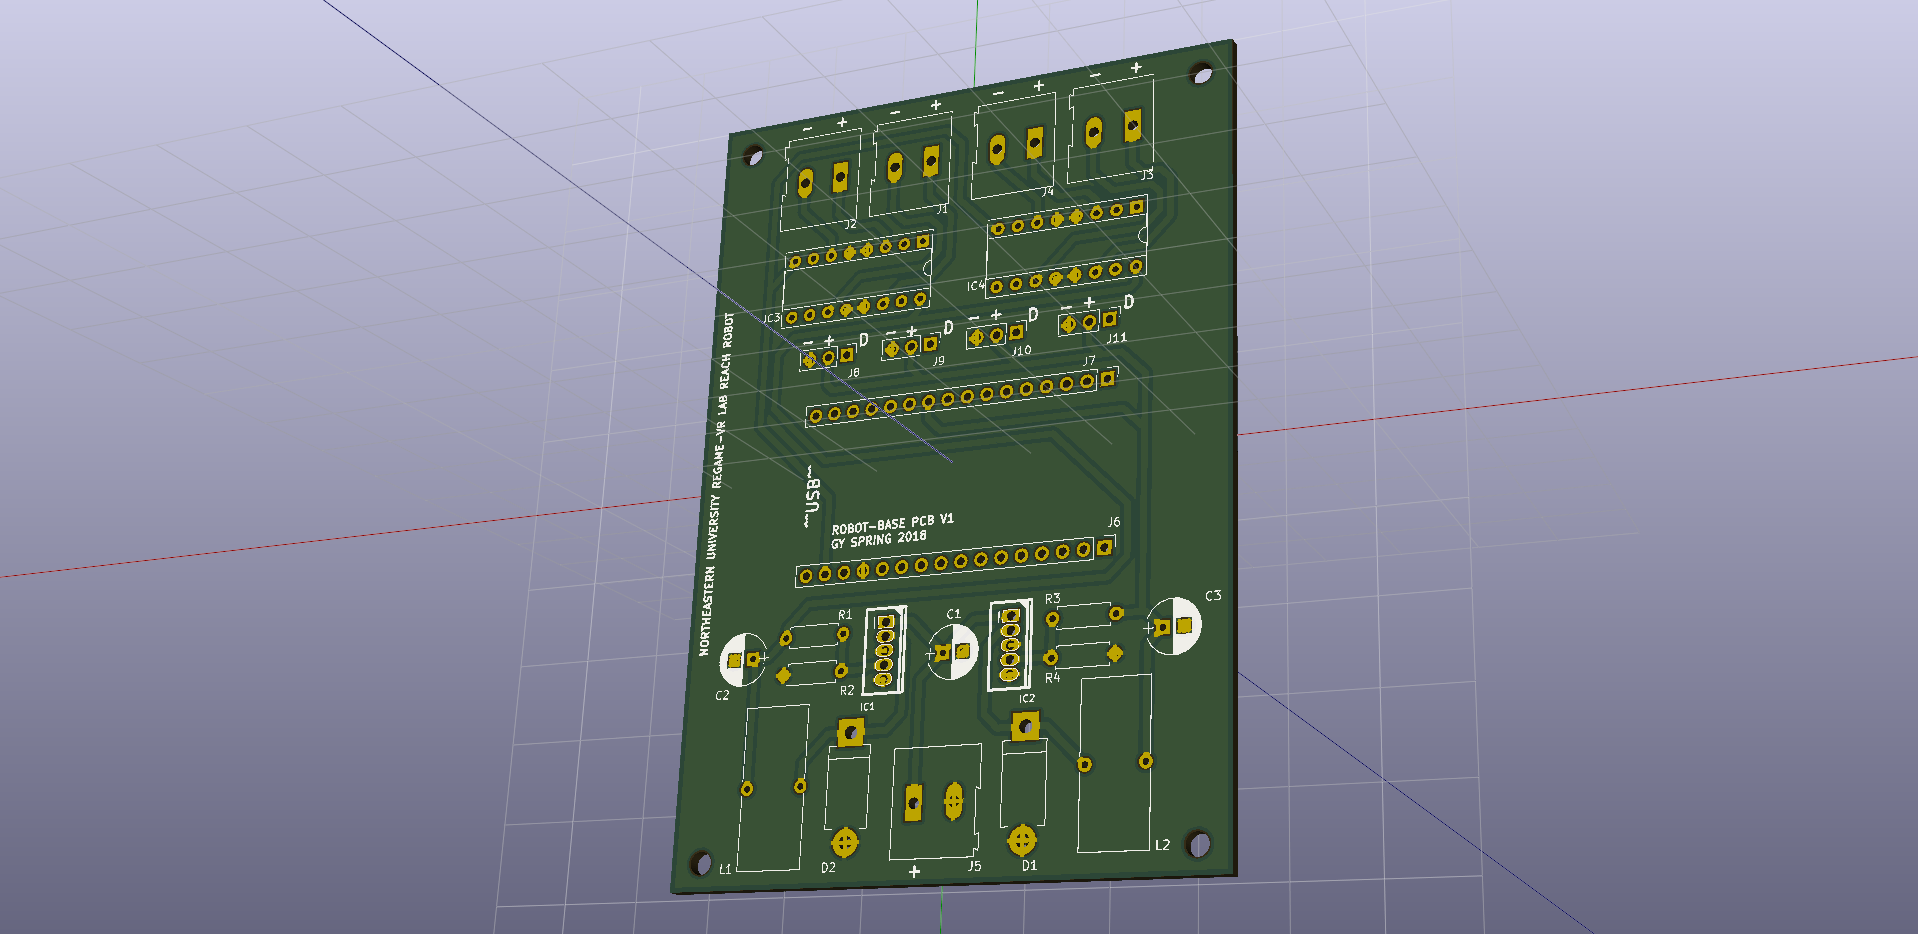 - +
- +
- +
- +
J2
J1
J4
J3
IC3
IC4
- + D
- + D
- + D
- + D
J8
J9
J10
J11
J7
NORTHEASTERN UNIVERSITY REGAME-VR LAB REACH ROBOT
~USB~
ROBOT-BASE PCB V1
GY SPRING 2018
J6
R1
C1
R3
C3
+
+
+
C2
R2
R4
IC1
IC2
L1
D2
+
J5
D1
L2